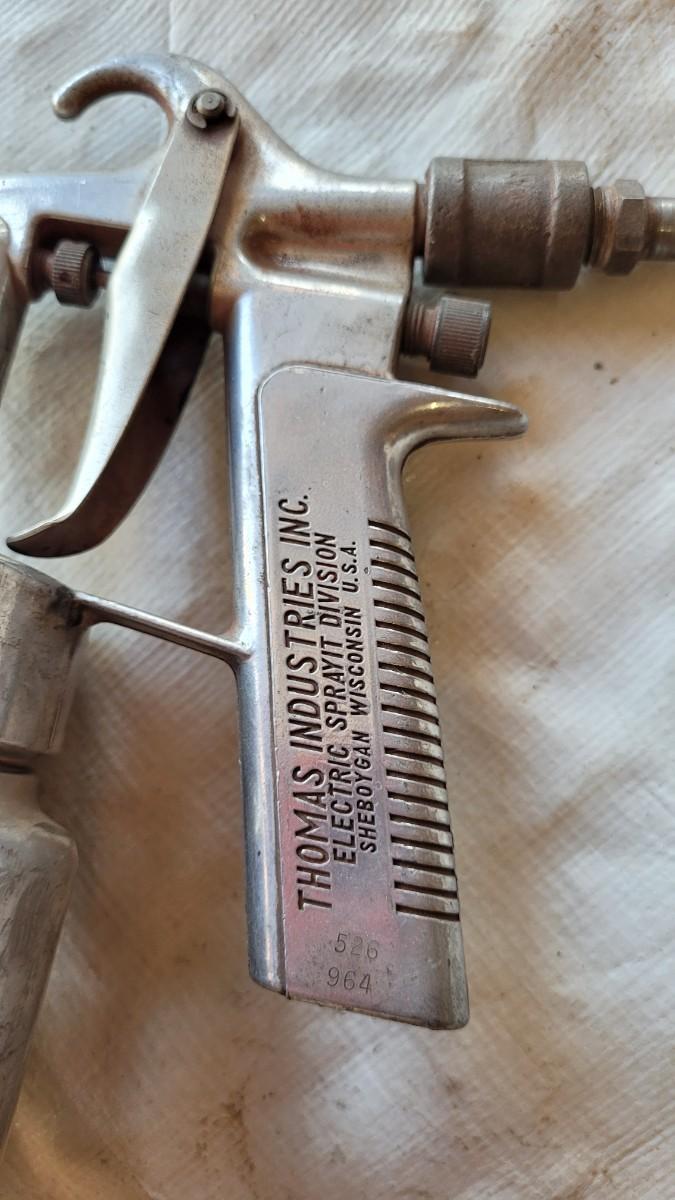 THOMAS INDUSTRIES INC.
ELECTRIC SPRAYIT DIVISION
SHEBOYGAN WISCONSIN U.S.A.
526
964